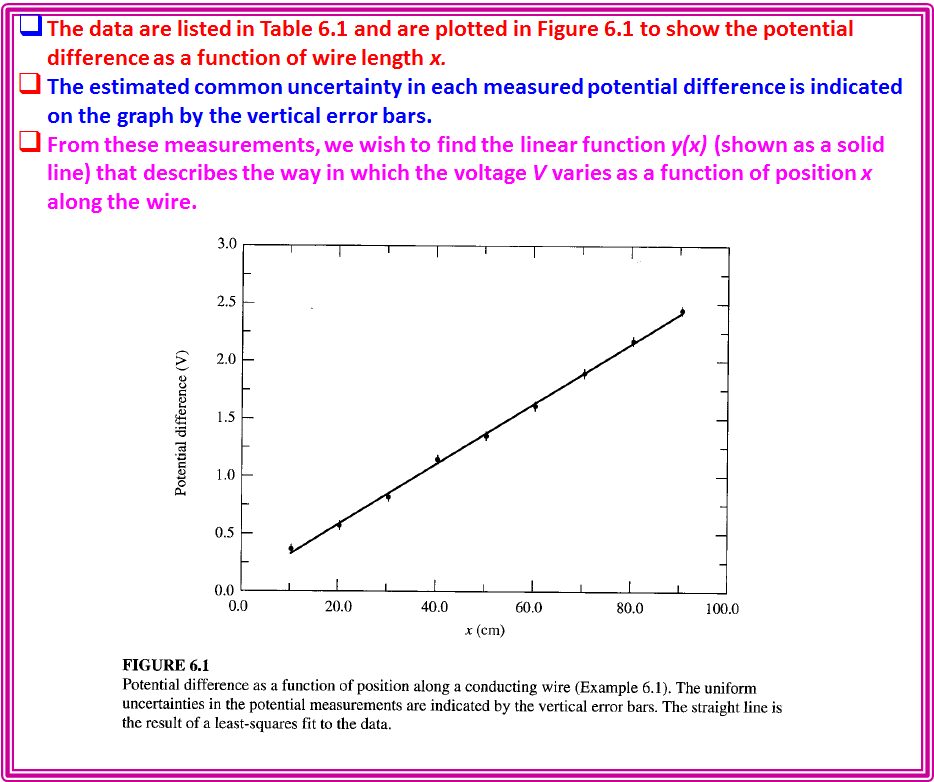 The data are listed in Table 6.1 and are plotted in Figure 6.1 to show the potential
difference as a function of wire length x.
The estimated common uncertainty in each measured potential difference is indicated
on the graph by the vertical error bars.
From these measurements, we wish to find the linear function y(x) (shown as a solid
line) that describes the way in which the voltage V varies as a function of position x
along the wire.
3.0
2.5
2.0
1.5
1.0
0.5
0.0
Potential difference (V)
0.0 20.0 40.0 60.0 80.0 100.0
x (cm)
FIGURE 6.1
Potential difference as a function of position along a conducting wire (Example 6.1). The uniform
uncertainties in the potential measurements are indicated by the vertical error bars. The straight line is
the result of a least-squares fit to the data.